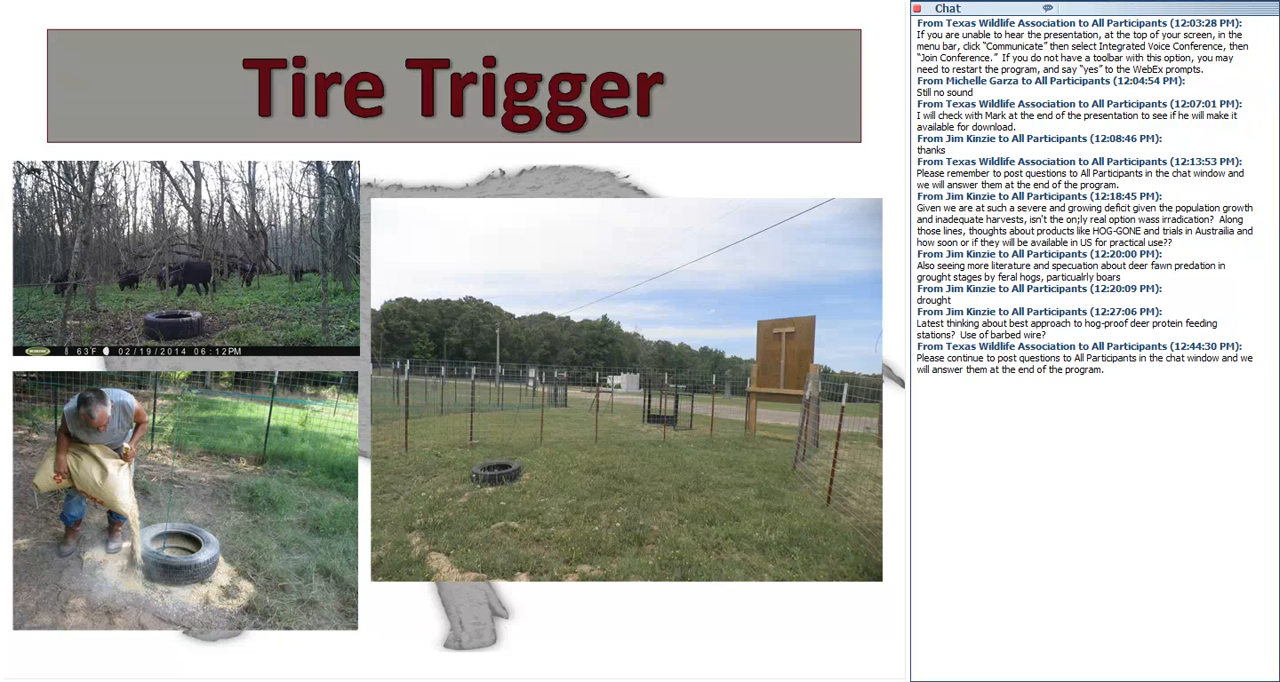 Tire Trigger
63°F 02/19/2014 06:12PM
Chat
From Texas Wildlife Association to All Participants (12:03:28 PM):
If you are unable to hear the presentation, at the top of your screen, in the
menu bar, click “Communicate” then select Integrated Voice Conference, then
“Join Conference.”  If you do not have a toolbar with this option, you may
need to restart the program, and say “yes” to the WebEx prompts.
From Michelle Garza to All Participants (12:04:54 PM):
Still no sound
From Texas Wildlife Association to All Participants (12:07:01 PM):
I will check with Mark at the end of the presentation to see if he will make it
available for download.
From Jim Kinzie to All Participants (12:08:46 PM):
thanks
From Texas Wildlife Association to All Participants (12:13:53 PM):
Please remember to post questions to All Participants in the chat window and
we will answer them at the end of the program.
From Jim Kinzie to All Participants (12:18:45 PM):
Given we are at such a severe and growing deficit given the population growth
and inadequate harvests, isn't the on;ly real option wass irradication?  Along
those lines, thoughts about products like HOG-GONE and trials in Austrailia and
how soon or if they will be available in US for practical use??
From Jim Kinzie to All Participants (12:20:00 PM):
Also seeing more literature and specuation about deer fawn predation in
grought stages by feral hogs, particualrly boars
From Jim Kinzie to All Participants (12:20:09 PM):
drought
From Jim Kinzie to All Participants (12:27:06 PM):
Latest thinking about best approach to hog-proof deer protein feeding
stations?  Use of barbed wire?
From Texas Wildlife Association to All Participants (12:44:30 PM):
Please continue to post questions to All Participants in the chat window and we
will answer them at the end of the program.